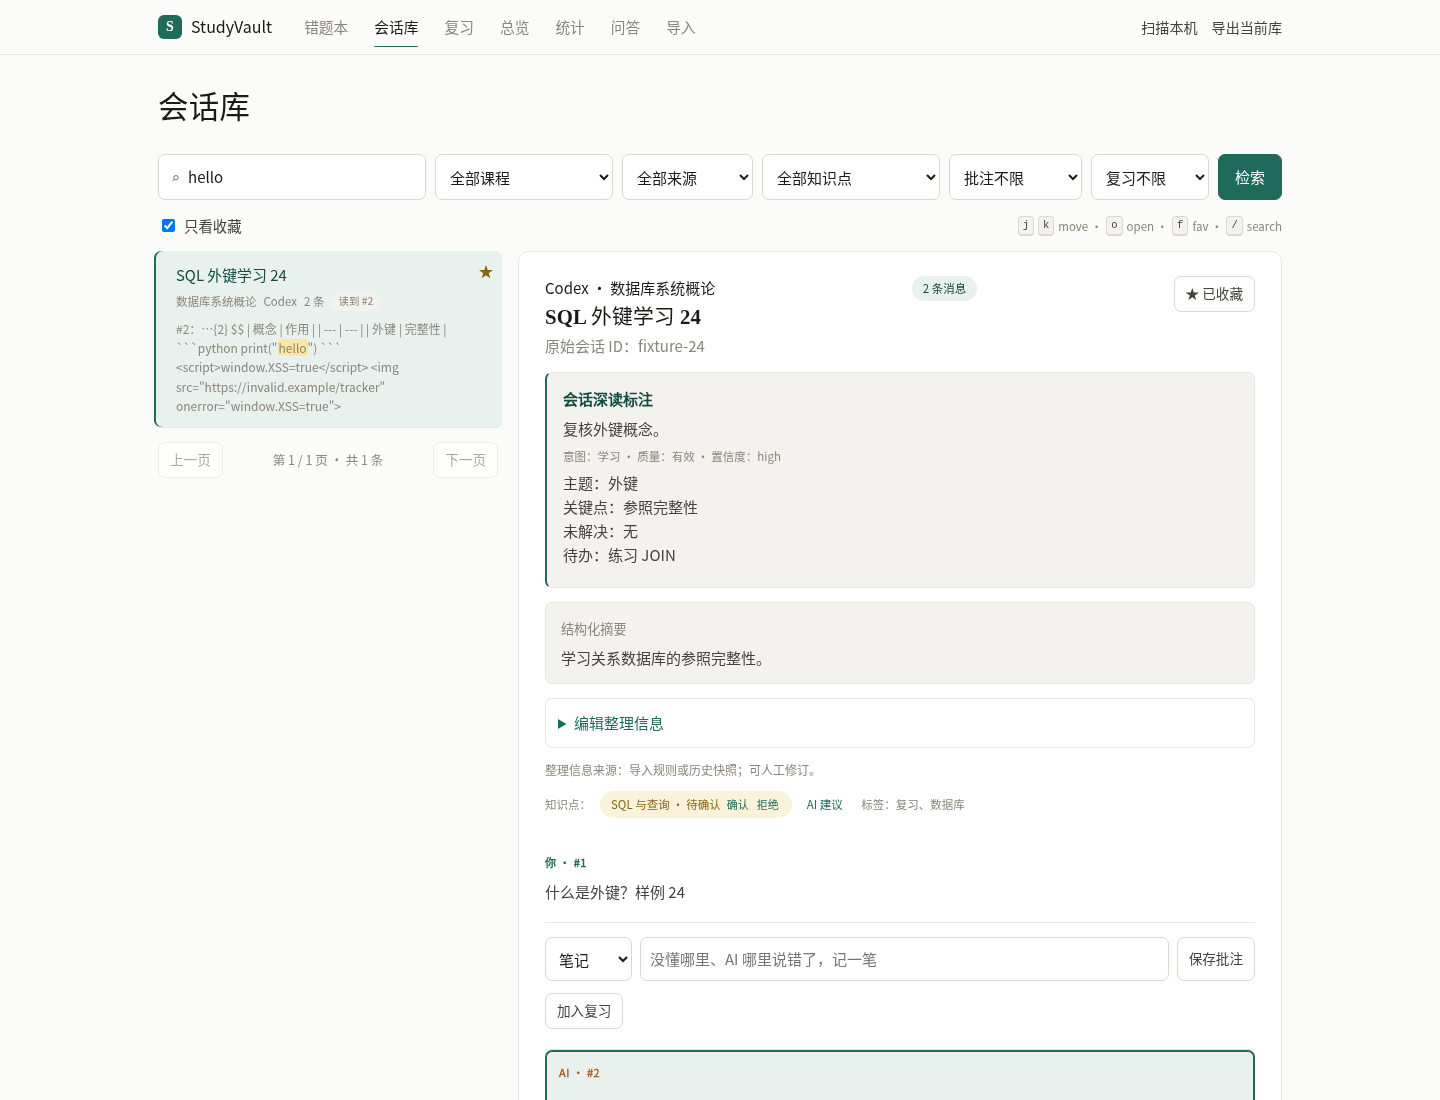 S StudyVault 错题本 会话库 复习 总览 统计 问答 导入 扫描本机 导出当前库
会话库
hello 全部课程 全部来源 全部知识点 批注不限 复习不限 检索
只看收藏 j k move · o open · f fav · / search
SQL 外键学习 24 ★
数据库系统概论 Codex 2 条 读到 #2
#2：…{2} $$ | 概念 | 作用 | | --- | --- | | 外键 | 完整性 |
```python print("hello") ```
<script>window.XSS=true</script> <img
src="https://invalid.example/tracker"
onerror="window.XSS=true">
上一页 第 1 / 1 页 · 共 1 条 下一页
Codex · 数据库系统概论 2 条消息 ★ 已收藏
SQL 外键学习 24
原始会话 ID：fixture-24
会话深读标注
复核外键概念。
意图：学习 · 质量：有效 · 置信度：high
主题：外键
关键点：参照完整性
未解决：无
待办：练习 JOIN
结构化摘要
学习关系数据库的参照完整性。
▶ 编辑整理信息
整理信息来源：导入规则或历史快照；可人工修订。
知识点： SQL 与查询 · 待确认 确认 拒绝 AI 建议 标签：复习、数据库
你 · #1
什么是外键？样例 24
笔记 没懂哪里、AI 哪里说错了，记一笔 保存批注
加入复习
AI · #2